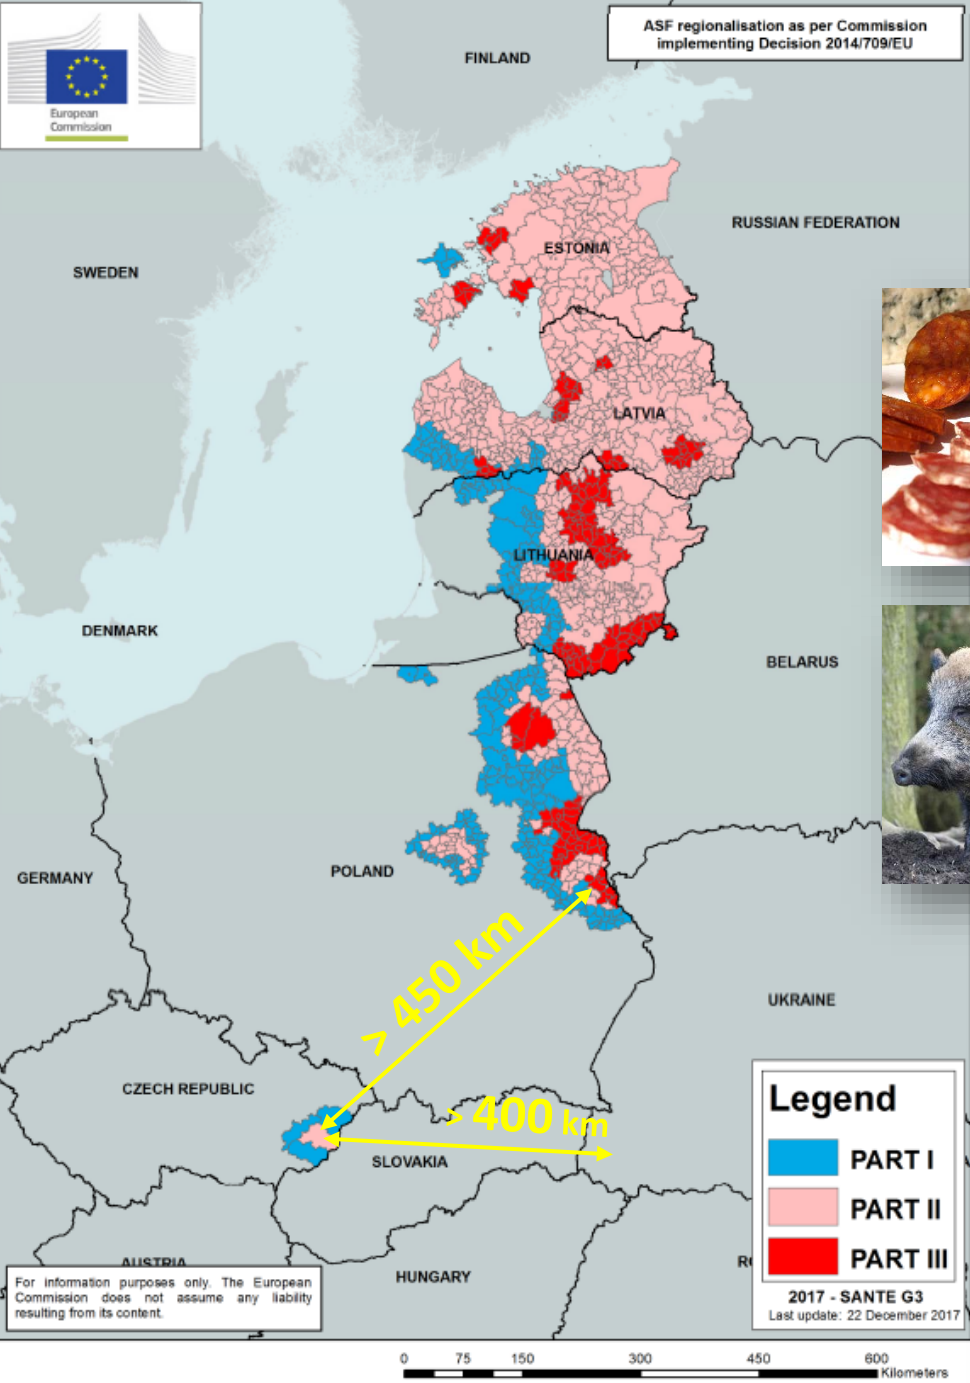 ASF regionalisation as per Commission
implementing Decision 2014/709/EU
European
Commission
FINLAND
RUSSIAN FEDERATION
ESTONIA
SWEDEN
LATVIA
LITHUANIA
DENMARK
BELARUS
POLAND
GERMANY
> 450 km
UKRAINE
CZECH REPUBLIC
> 400 km
SLOVAKIA
AUSTRIA
HUNGARY
Legend
PART I
PART II
PART III
2017 - SANTE G3
Last update: 22 December 2017
For information purposes only. The European
Commission does not assume any liability
resulting from its content.
0 75 150 300 450 600
Kilometers